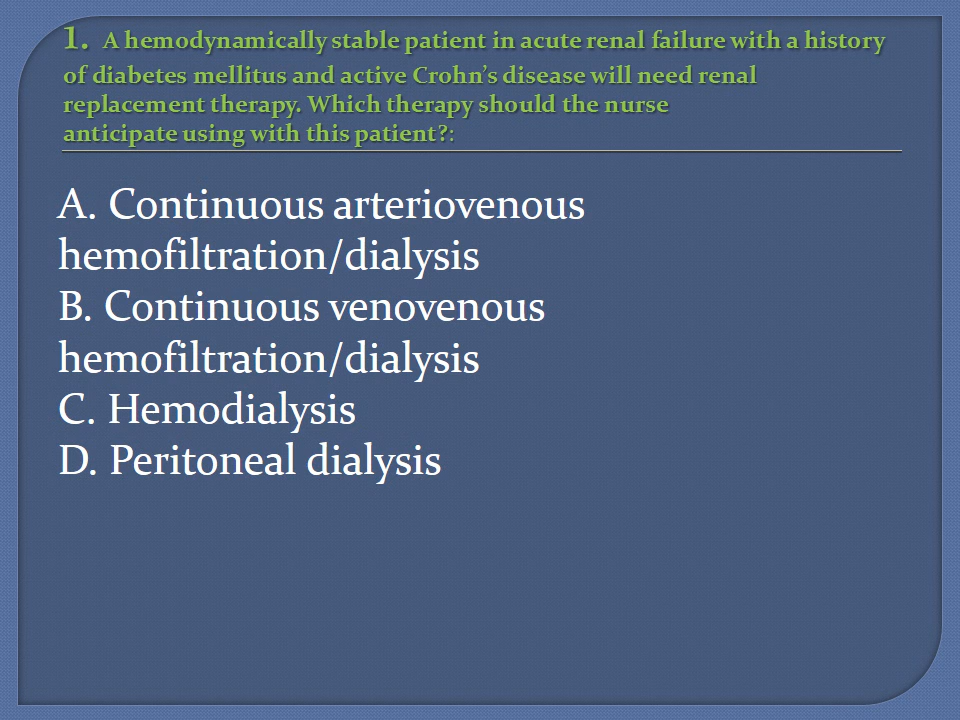 1. A hemodynamically stable patient in acute renal failure with a history
of diabetes mellitus and active Crohn’s disease will need renal
replacement therapy. Which therapy should the nurse
anticipate using with this patient?:
A. Continuous arteriovenous
hemofiltration/dialysis
B. Continuous venovenous
hemofiltration/dialysis
C. Hemodialysis
D. Peritoneal dialysis